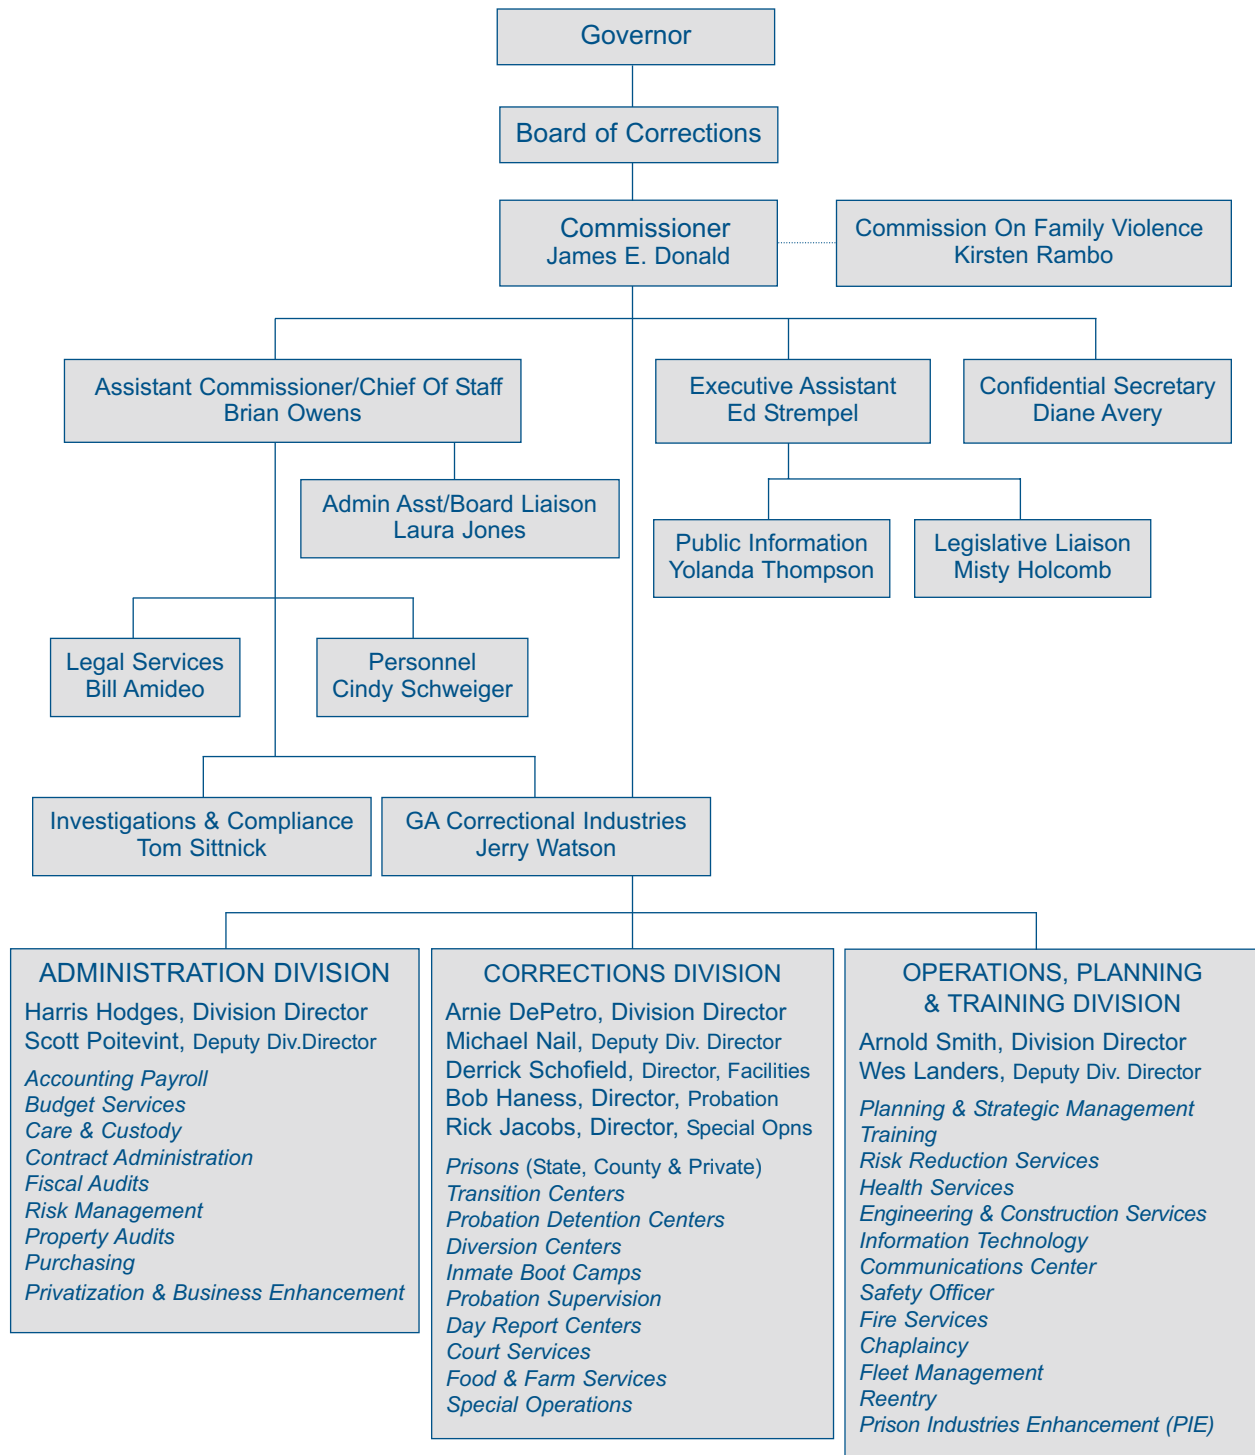 Governor
Board of Corrections
Commissioner
James E. Donald
Commission On Family Violence
Kirsten Rambo
Assistant Commissioner/Chief Of Staff
Brian Owens
Executive Assistant
Ed Strempel
Confidential Secretary
Diane Avery
Admin Asst/Board Liaison
Laura Jones
Public Information
Yolanda Thompson
Legislative Liaison
Misty Holcomb
Legal Services
Bill Amideo
Personnel
Cindy Schweiger
Investigations & Compliance
Tom Sittnick
GA Correctional Industries
Jerry Watson
ADMINISTRATION DIVISION
Harris Hodges, Division Director
Scott Poitevint, Deputy Div.Director
Accounting Payroll
Budget Services
Care & Custody
Contract Administration
Fiscal Audits
Risk Management
Property Audits
Purchasing
Privatization & Business Enhancement
CORRECTIONS DIVISION
Arnie DePetro, Division Director
Michael Nail, Deputy Div. Director
Derrick Schofield, Director, Facilities
Bob Haness, Director, Probation
Rick Jacobs, Director, Special Opns
Prisons (State, County & Private)
Transition Centers
Probation Detention Centers
Diversion Centers
Inmate Boot Camps
Probation Supervision
Day Report Centers
Court Services
Food & Farm Services
Special Operations
OPERATIONS, PLANNING
& TRAINING DIVISION
Arnold Smith, Division Director
Wes Landers, Deputy Div. Director
Planning & Strategic Management
Training
Risk Reduction Services
Health Services
Engineering & Construction Services
Information Technology
Communications Center
Safety Officer
Fire Services
Chaplaincy
Fleet Management
Reentry
Prison Industries Enhancement (PIE)